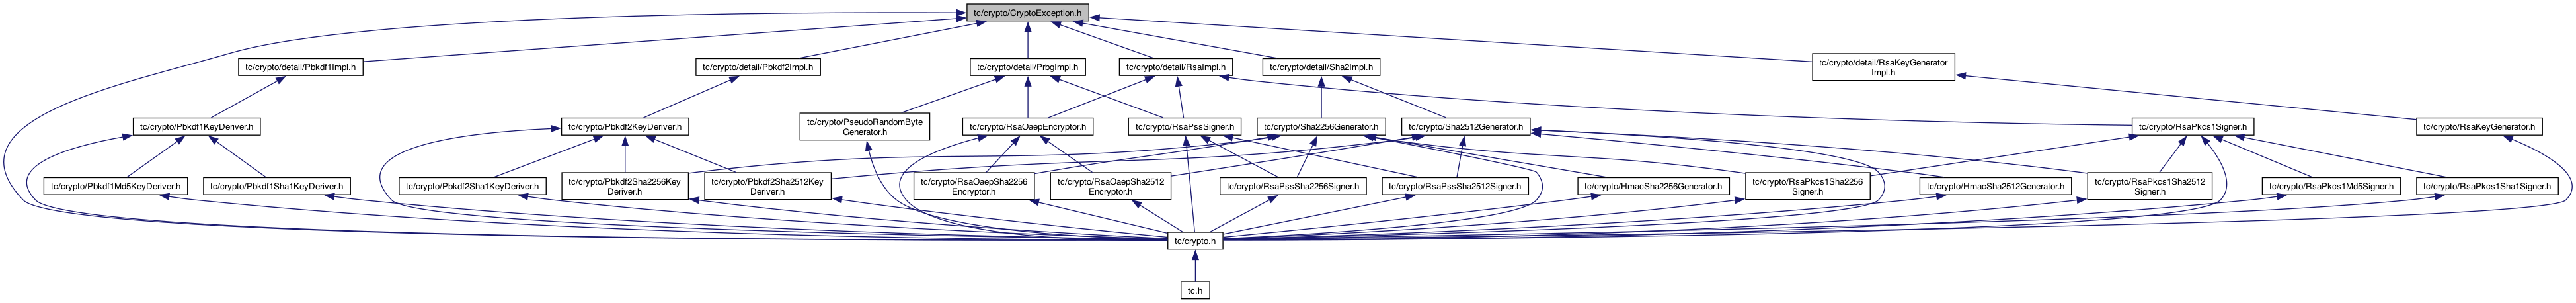 tc/crypto/CryptoException.h
tc/crypto/detail/Pbkdf1Impl.h
tc/crypto/detail/Pbkdf2Impl.h
tc/crypto/detail/PrbgImpl.h
tc/crypto/detail/RsaImpl.h
tc/crypto/detail/Sha2Impl.h
tc/crypto/detail/RsaKeyGenerator
Impl.h
tc/crypto/Pbkdf1KeyDeriver.h
tc/crypto/Pbkdf2KeyDeriver.h
tc/crypto/PseudoRandomByte
Generator.h
tc/crypto/RsaOaepEncryptor.h
tc/crypto/RsaPssSigner.h
tc/crypto/Sha2256Generator.h
tc/crypto/Sha2512Generator.h
tc/crypto/RsaPkcs1Signer.h
tc/crypto/RsaKeyGenerator.h
tc/crypto/Pbkdf1Md5KeyDeriver.h
tc/crypto/Pbkdf1Sha1KeyDeriver.h
tc/crypto/Pbkdf2Sha1KeyDeriver.h
tc/crypto/Pbkdf2Sha2256Key
Deriver.h
tc/crypto/Pbkdf2Sha2512Key
Deriver.h
tc/crypto/RsaOaepSha2256
Encryptor.h
tc/crypto/RsaOaepSha2512
Encryptor.h
tc/crypto/RsaPssSha2256Signer.h
tc/crypto/RsaPssSha2512Signer.h
tc/crypto/HmacSha2256Generator.h
tc/crypto/RsaPkcs1Sha2256
Signer.h
tc/crypto/HmacSha2512Generator.h
tc/crypto/RsaPkcs1Sha2512
Signer.h
tc/crypto/RsaPkcs1Md5Signer.h
tc/crypto/RsaPkcs1Sha1Signer.h
tc/crypto.h
tc.h